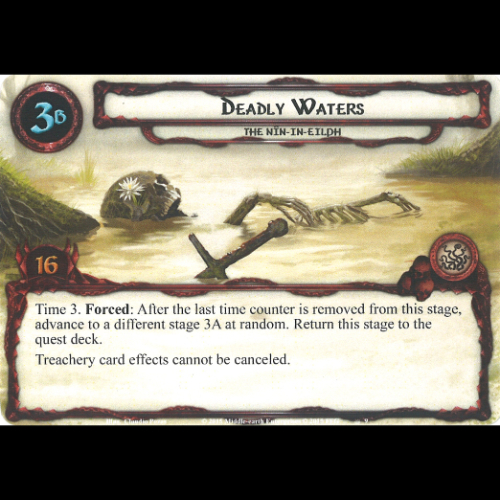 3B
DEADLY WATERS
THE NÎN-IN-EILPH
16
Time 3. Forced: After the last time counter is removed from this stage,
advance to a different stage 3A at random. Return this stage to the
quest deck.
Treachery card effects cannot be canceled.